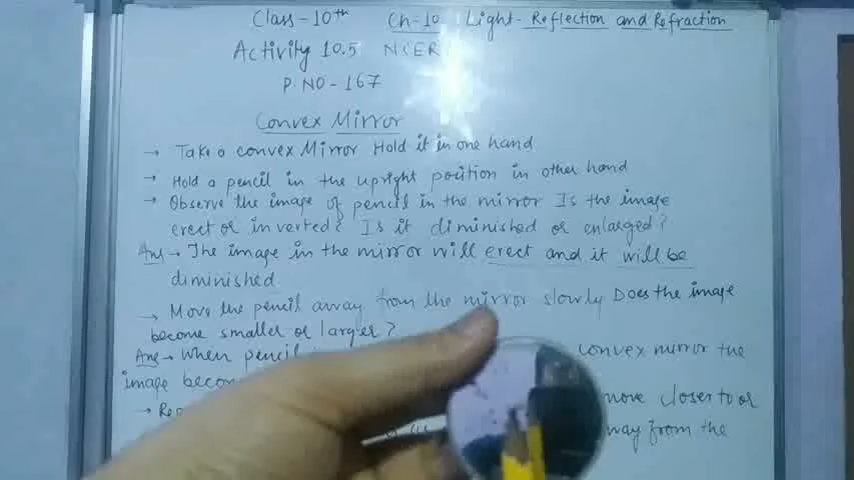 Class-10th Ch-10 Light-Reflection and Refraction
Activity 10.5 NCER
P.NO-167
Convex Mirror
→ Take a convex Mirror Hold it in one hand
→ Hold a pencil in the upright position in other hand
→ Observe the image of pencil in the mirror Is the image
erect or inverted? Is it diminished or enlarged?
Ans → The image in the mirror will erect and it will be
diminished
→ Move the pencil away from the mirror slowly Does the image
become smaller or larger?
Ans → When pencil convex mirror the
image becom
→ Re move closer to or
way from the